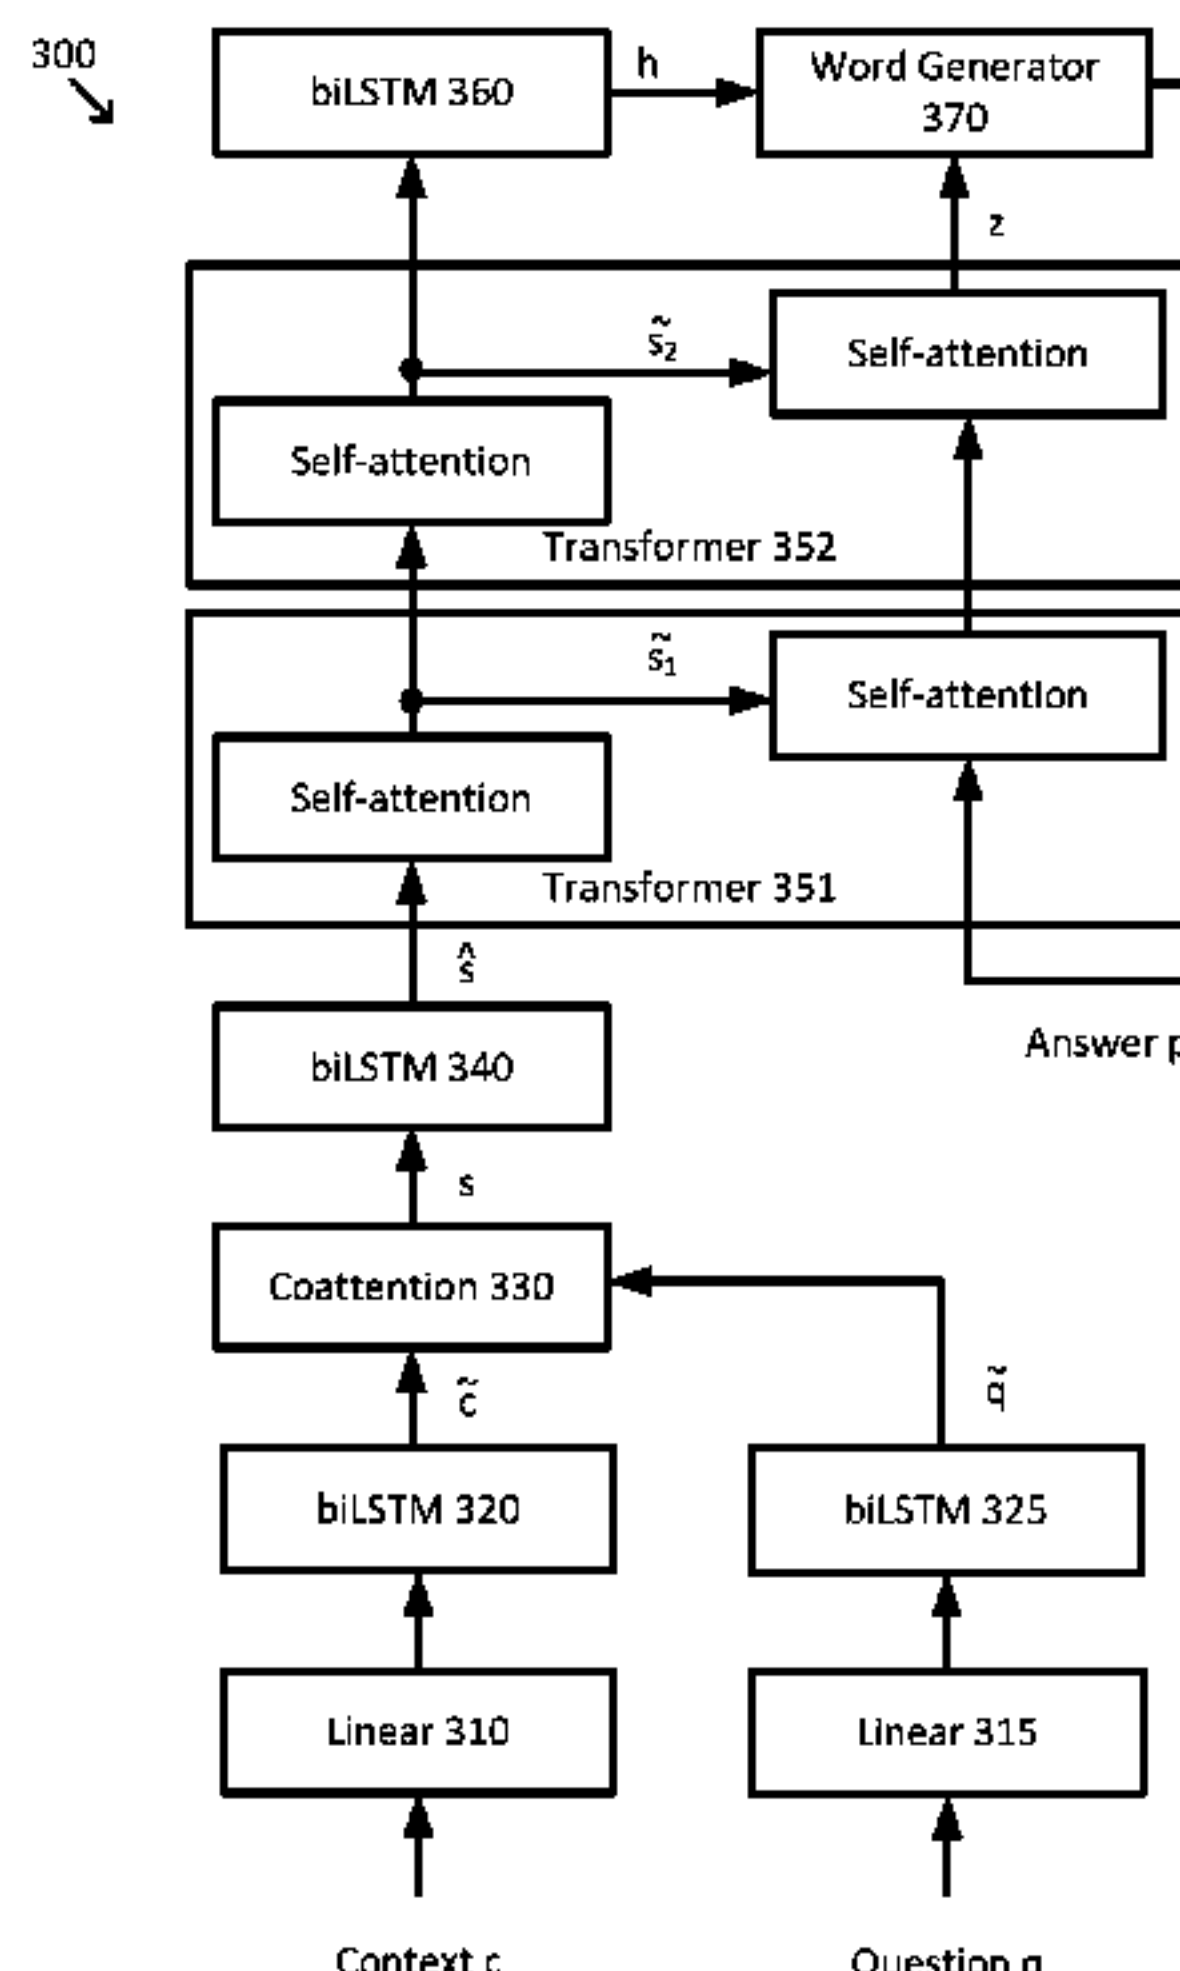 300
biLSTM 360
h
Word Generator
370
z
s̃₂
Self-attention
Self-attention
Transformer 352
s̃₁
Self-attention
Self-attention
Transformer 351
ŝ
biLSTM 340
Answer p
s
Coattention 330
c̃
q̃
biLSTM 320
biLSTM 325
Linear 310
Linear 315
Context c
Question q